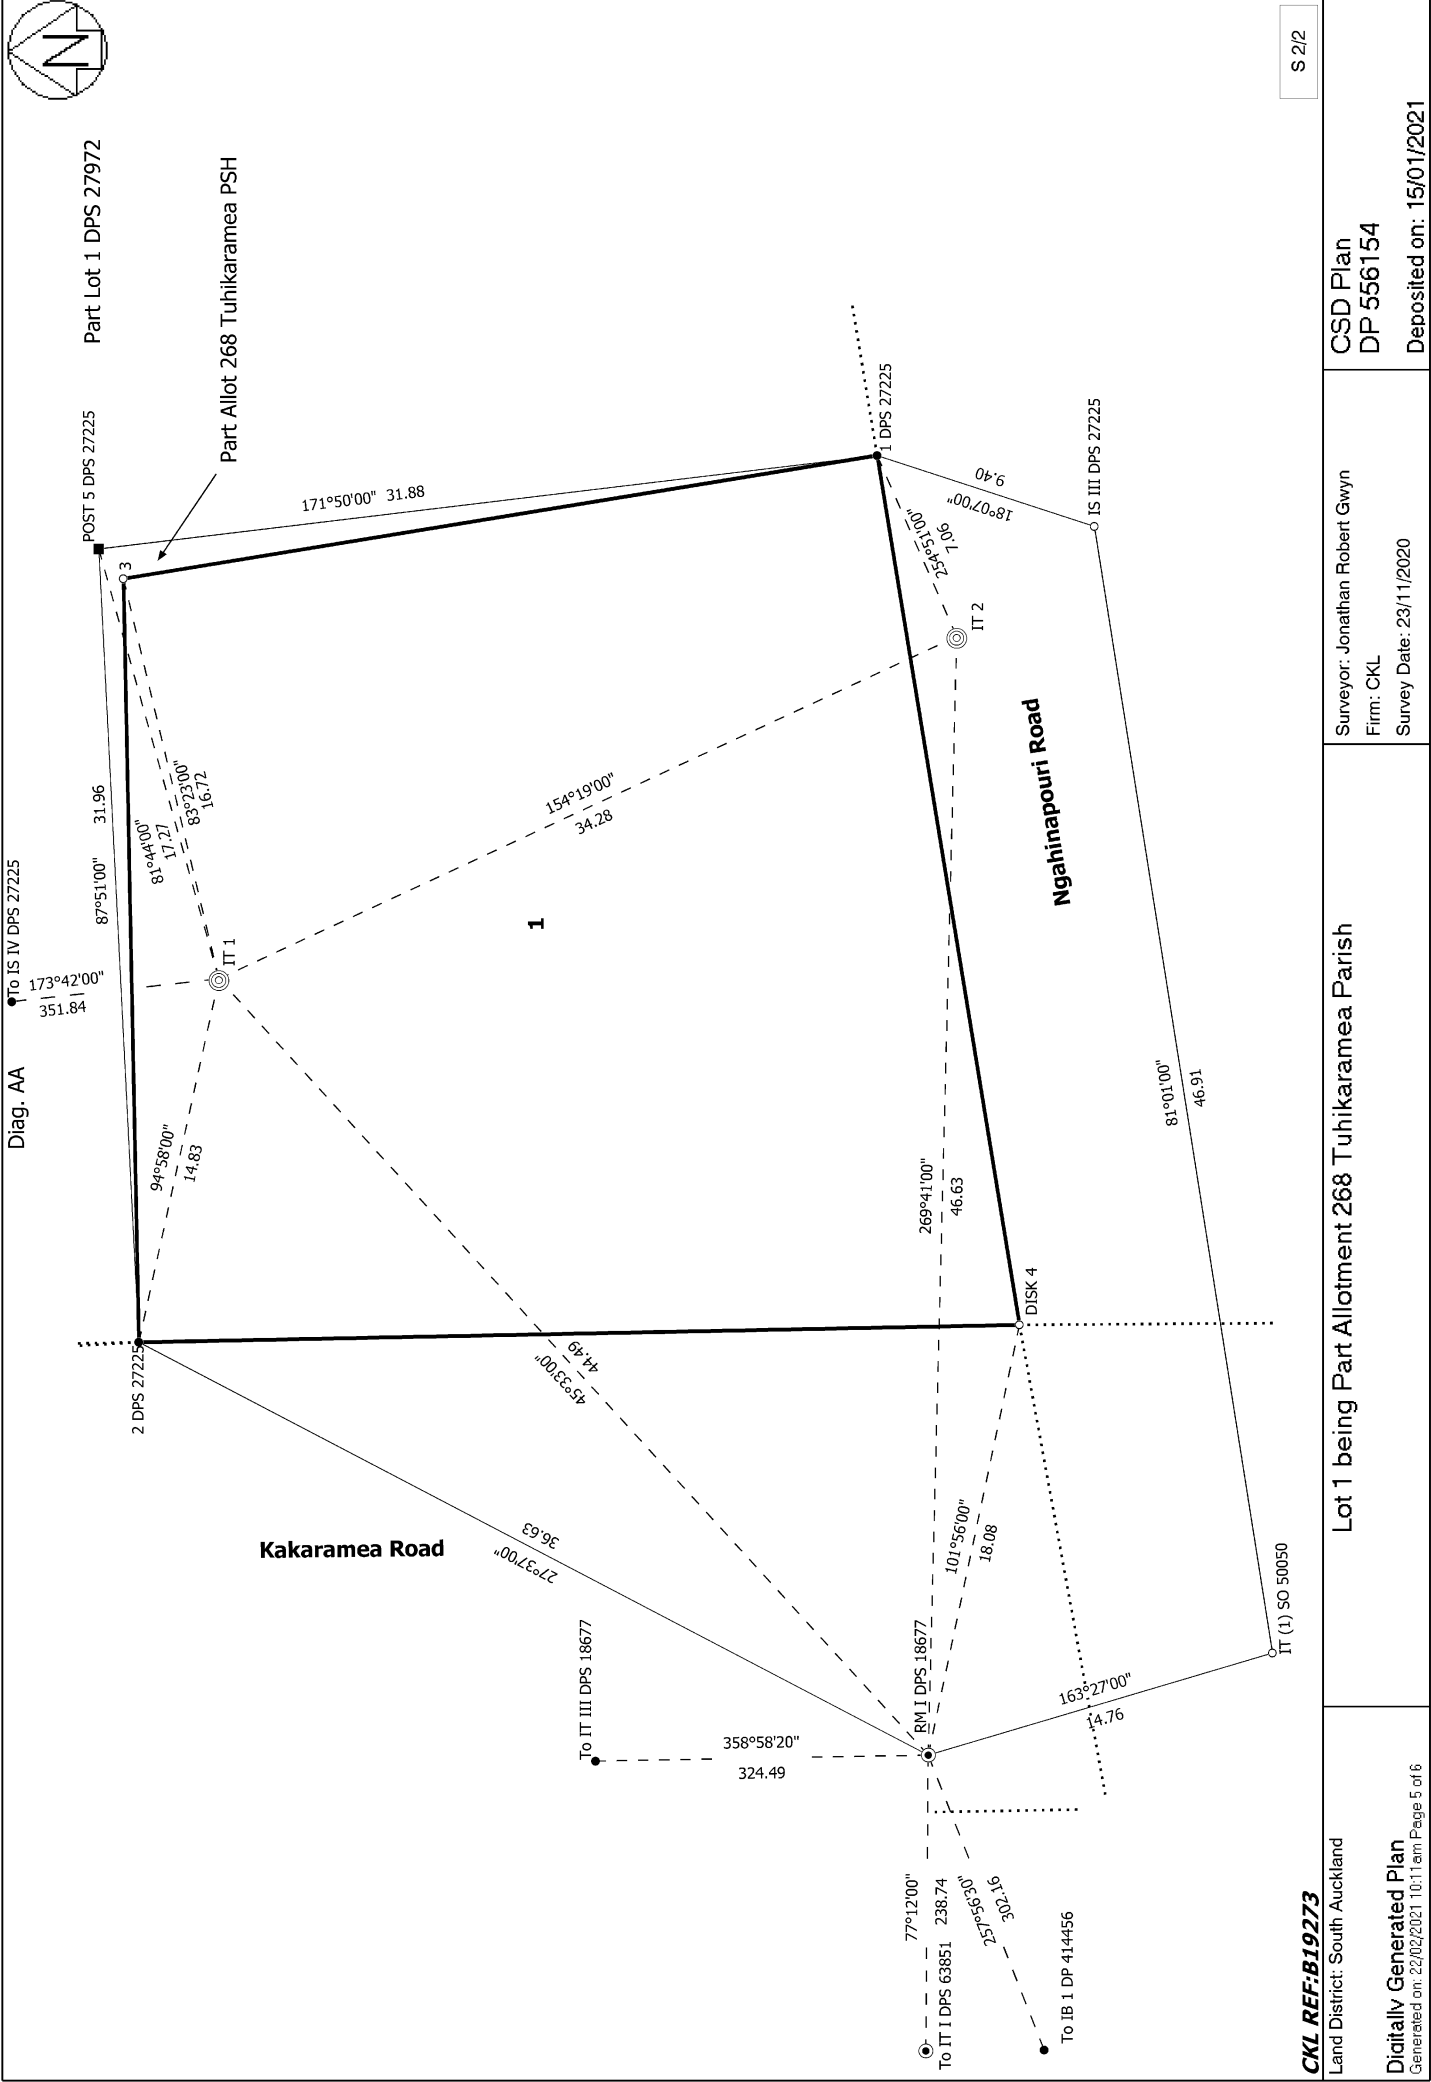 Diag. AA
To IS IV DPS 27225
173°42'00"
351.84
N
Part Lot 1 DPS 27972
Part Allot 268 Tuhikaramea PSH
POST 5 DPS 27225
3
87°51'00"
31.96
171°50'00" 31.88
81°44'00"
17.27
83°23'00"
16.72
IT 1
94°58'00"
14.83
2 DPS 27225
154°19'00"
34.28
1
45°33'00"
44.49
Kakaramea Road
27°37'00"
36.63
To IT III DPS 18677
358°58'20"
324.49
RM I DPS 18677
269°41'00"
46.63
101°56'00"
18.08
DISK 4
1 DPS 27225
254°51'00"
7.06
IT 2
18°07'00"
9.40
IS III DPS 27225
Ngahinapouri Road
81°01'00"
46.91
163°27'00"
14.76
IT (1) SO 50050
77°12'00"
238.74
To IT I DPS 63851
257°56'30"
302.16
To IB 1 DP 414456
S 2/2
CKL REF:B19273
Land District: South Auckland
Digitally Generated Plan
Generated on: 22/02/2021 10:11am Page 5 of 6
Lot 1 being Part Allotment 268 Tuhikaramea Parish
Surveyor: Jonathan Robert Gwyn
Firm: CKL
Survey Date: 23/11/2020
CSD Plan
DP 556154
Deposited on: 15/01/2021